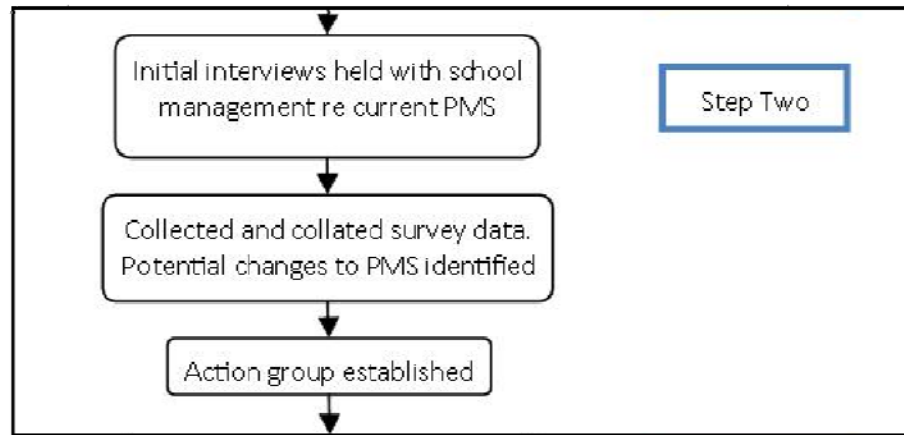 Initial interviews held with school
management re current PMS
Step Two
Collected and collated survey data.
Potential changes to PMS identified
Action group established